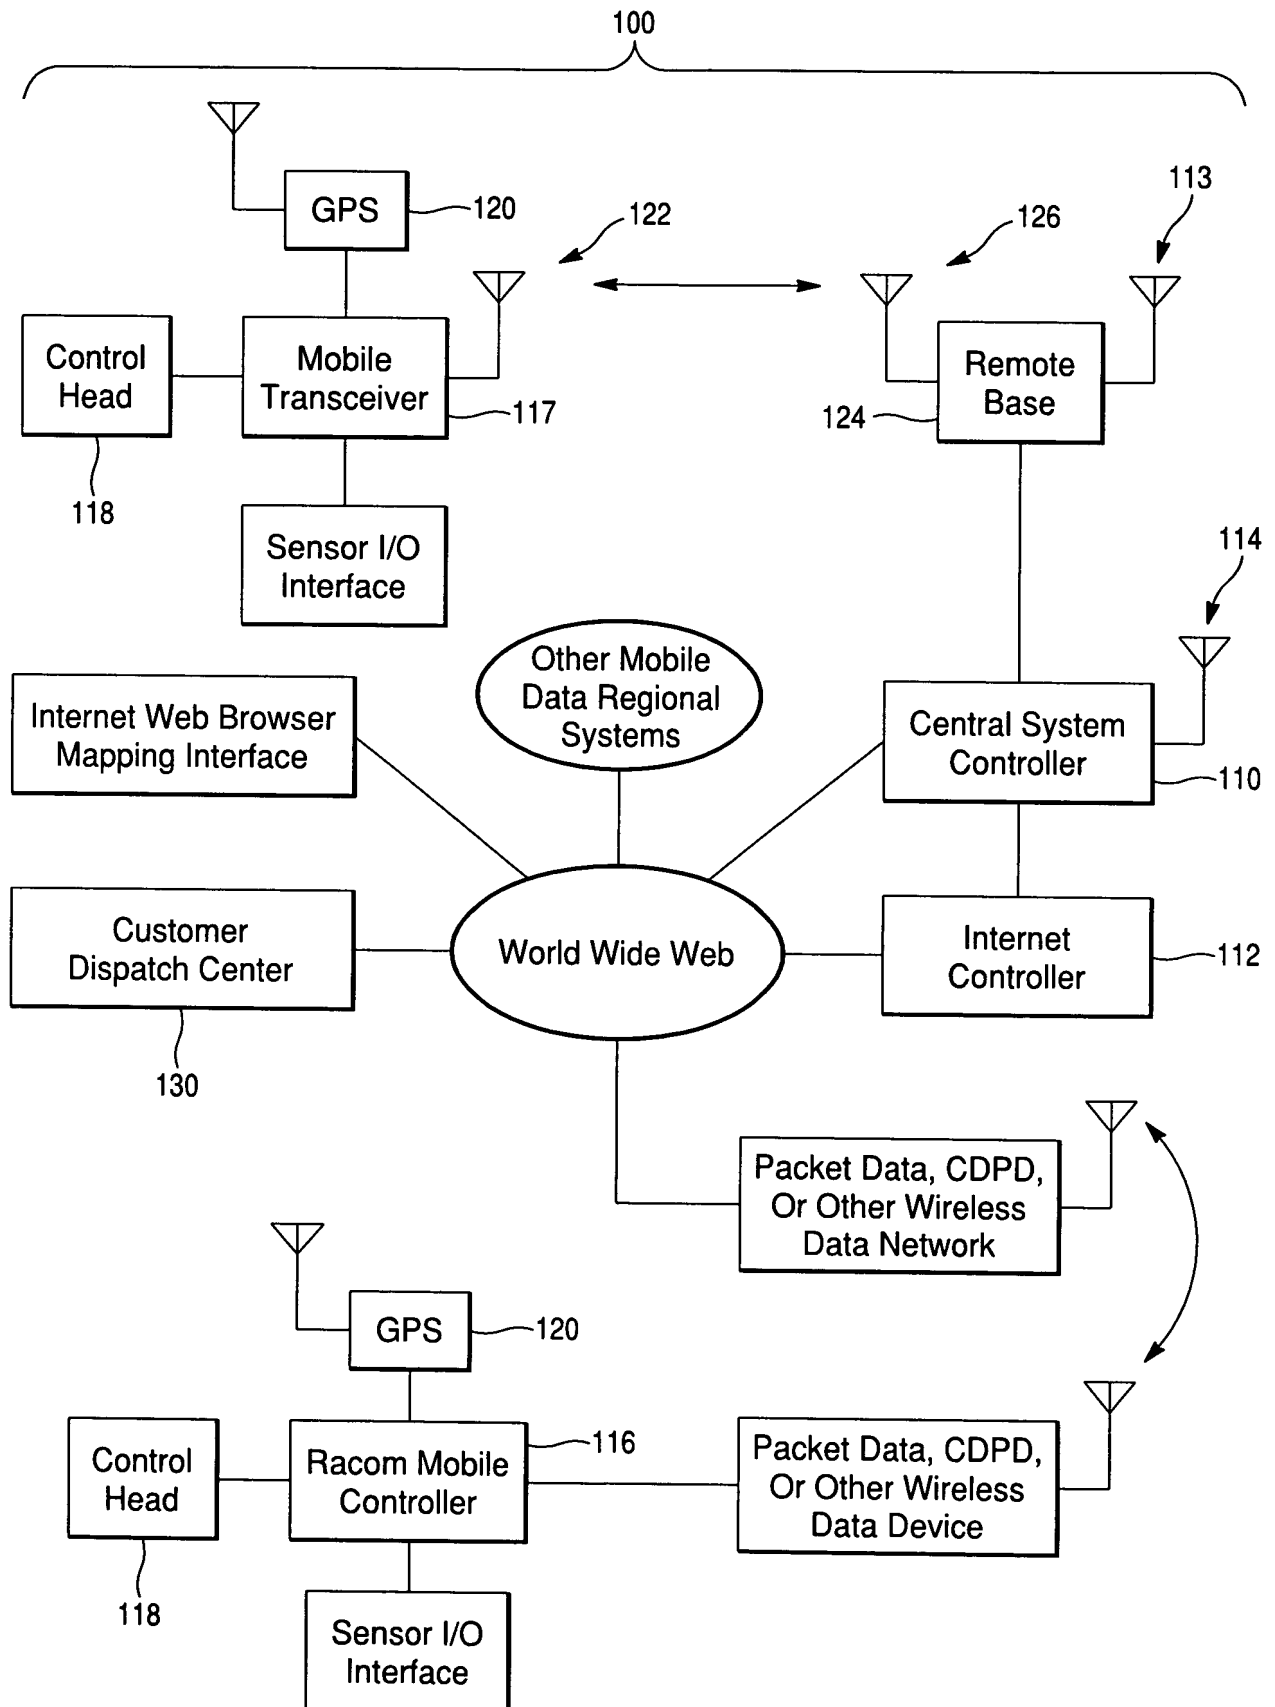 100
113
GPS
120
122
126
Control
Head
Mobile
Transceiver
117
Remote
Base
124
118
Sensor I/O
Interface
114
Other Mobile
Data Regional
Systems
Internet Web Browser
Mapping Interface
Central System
Controller
110
Customer
Dispatch Center
World Wide Web
Internet
Controller
112
130
Packet Data, CDPD,
Or Other Wireless
Data Network
GPS
120
Control
Head
Racom Mobile
Controller
116
Packet Data, CDPD,
Or Other Wireless
Data Device
118
Sensor I/O
Interface